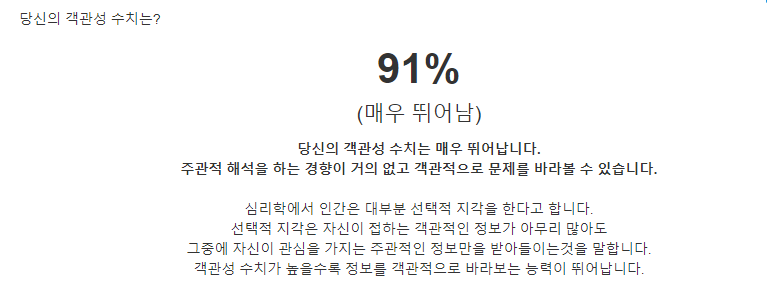 당신의 객관성 수치는?
91%
(매우 뛰어남)
당신의 객관성 수치는 매우 뛰어납니다.
주관적 해석을 하는 경향이 거의 없고 객관적으로 문제를 바라볼 수 있습니다.
심리학에서 인간은 대부분 선택적 지각을 한다고 합니다.
선택적 지각은 자신이 접하는 객관적인 정보가 아무리 많아도
그중에 자신이 관심을 가지는 주관적인 정보만을 받아들이는것을 말합니다.
객관성 수치가 높을수록 정보를 객관적으로 바라보는 능력이 뛰어납니다.